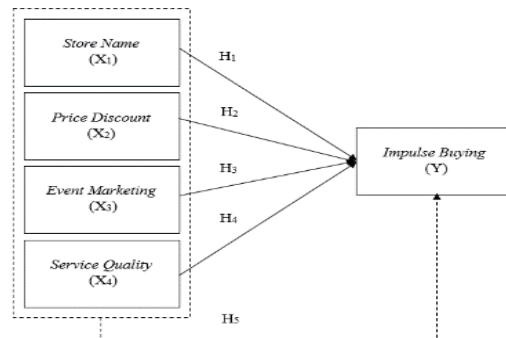 Store Name
(X₁)
H₁
Price Discount
(X₂)
H₂
Impulse Buying
(Y)
Event Marketing
(X₃)
H₃
H₄
Service Quality
(X₄)
H₅